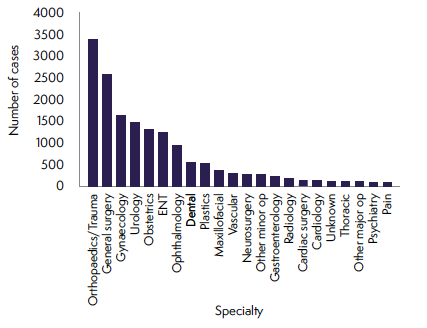 Number of cases
4000
3500
3000
2500
2000
1500
1000
500
0
Orthopaedics/Trauma
General surgery
Gynaecology
Urology
Obstetrics
ENT
Ophthalmology
Dental
Plastics
Maxillofacial
Vascular
Neurosurgery
Other minor op
Gastroenterology
Radiology
Cardiac surgery
Cardiology
Unknown
Thoracic
Other major op
Psychiatry
Pain
Specialty